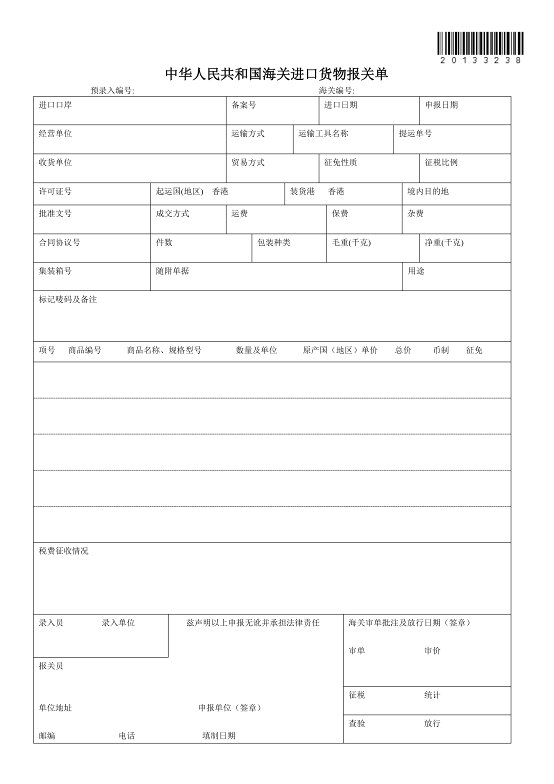 20133238
中华人民共和国海关进口货物报关单
预录入编号: 海关编号:
进口口岸 备案号 进口日期 申报日期
经营单位 运输方式 运输工具名称 提运单号
收货单位 贸易方式 征免性质 征税比例
许可证号 起运国(地区) 香港 装货港 香港 境内目的地
批准文号 成交方式 运费 保费 杂费
合同协议号 件数 包装种类 毛重(千克) 净重(千克)
集装箱号 随附单据 用途
标记唛码及备注
项号 商品编号 商品名称、规格型号 数量及单位 原产国（地区）单价 总价 币制 征免
税费征收情况
录入员 录入单位 兹声明以上申报无讹并承担法律责任 海关审单批注及放行日期（签章）
审单 审价
报关员
征税 统计
单位地址 申报单位（签章）
查验 放行
邮编 电话 填制日期